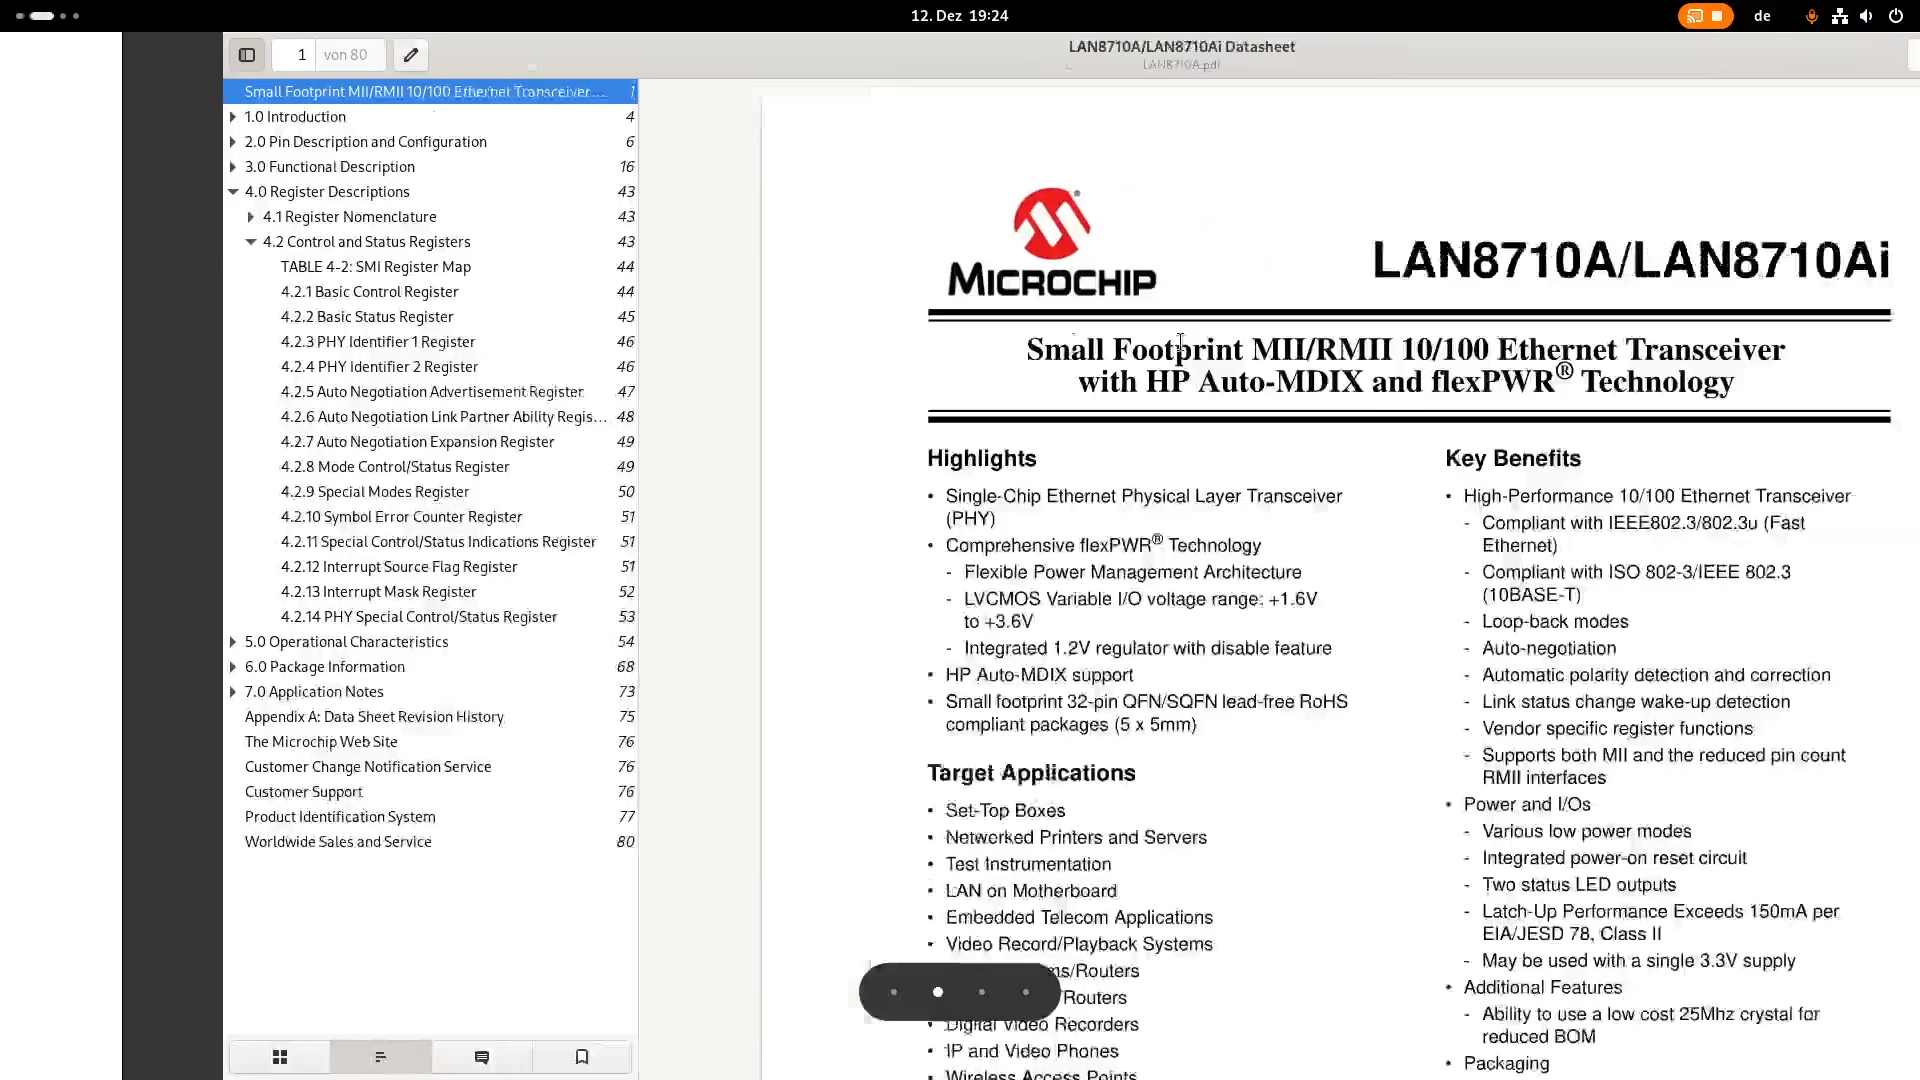 12. Dez 19:24
de
1 von 80
LAN8710A/LAN8710Ai Datasheet
LAN8710A.pdf
Small Footprint MII/RMII 10/100 Ethernet Transceiver... 1
1.0 Introduction 4
2.0 Pin Description and Configuration 6
3.0 Functional Description 16
4.0 Register Descriptions 43
4.1 Register Nomenclature 43
4.2 Control and Status Registers 43
TABLE 4-2: SMI Register Map 44
4.2.1 Basic Control Register 44
4.2.2 Basic Status Register 45
4.2.3 PHY Identifier 1 Register 46
4.2.4 PHY Identifier 2 Register 46
4.2.5 Auto Negotiation Advertisement Register 47
4.2.6 Auto Negotiation Link Partner Ability Regis... 48
4.2.7 Auto Negotiation Expansion Register 49
4.2.8 Mode Control/Status Register 49
4.2.9 Special Modes Register 50
4.2.10 Symbol Error Counter Register 51
4.2.11 Special Control/Status Indications Register 51
4.2.12 Interrupt Source Flag Register 51
4.2.13 Interrupt Mask Register 52
4.2.14 PHY Special Control/Status Register 53
5.0 Operational Characteristics 54
6.0 Package Information 68
7.0 Application Notes 73
Appendix A: Data Sheet Revision History 75
The Microchip Web Site 76
Customer Change Notification Service 76
Customer Support 76
Product Identification System 77
Worldwide Sales and Service 80
MICROCHIP
LAN8710A/LAN8710Ai
Small Footprint MII/RMII 10/100 Ethernet Transceiver
with HP Auto-MDIX and flexPWR® Technology
Highlights
• Single-Chip Ethernet Physical Layer Transceiver
(PHY)
• Comprehensive flexPWR® Technology
- Flexible Power Management Architecture
- LVCMOS Variable I/O voltage range: +1.6V
to +3.6V
- Integrated 1.2V regulator with disable feature
• HP Auto-MDIX support
• Small footprint 32-pin QFN/SQFN lead-free RoHS
compliant packages (5 x 5mm)
Target Applications
• Set-Top Boxes
• Networked Printers and Servers
• Test Instrumentation
• LAN on Motherboard
• Embedded Telecom Applications
• Video Record/Playback Systems
ms/Routers
Routers
• Digital Video Recorders
• IP and Video Phones
• Wireless Access Points
Key Benefits
• High-Performance 10/100 Ethernet Transceiver
- Compliant with IEEE802.3/802.3u (Fast
Ethernet)
- Compliant with ISO 802-3/IEEE 802.3
(10BASE-T)
- Loop-back modes
- Auto-negotiation
- Automatic polarity detection and correction
- Link status change wake-up detection
- Vendor specific register functions
- Supports both MII and the reduced pin count
RMII interfaces
• Power and I/Os
- Various low power modes
- Integrated power-on reset circuit
- Two status LED outputs
- Latch-Up Performance Exceeds 150mA per
EIA/JESD 78, Class II
- May be used with a single 3.3V supply
• Additional Features
- Ability to use a low cost 25Mhz crystal for
reduced BOM
• Packaging